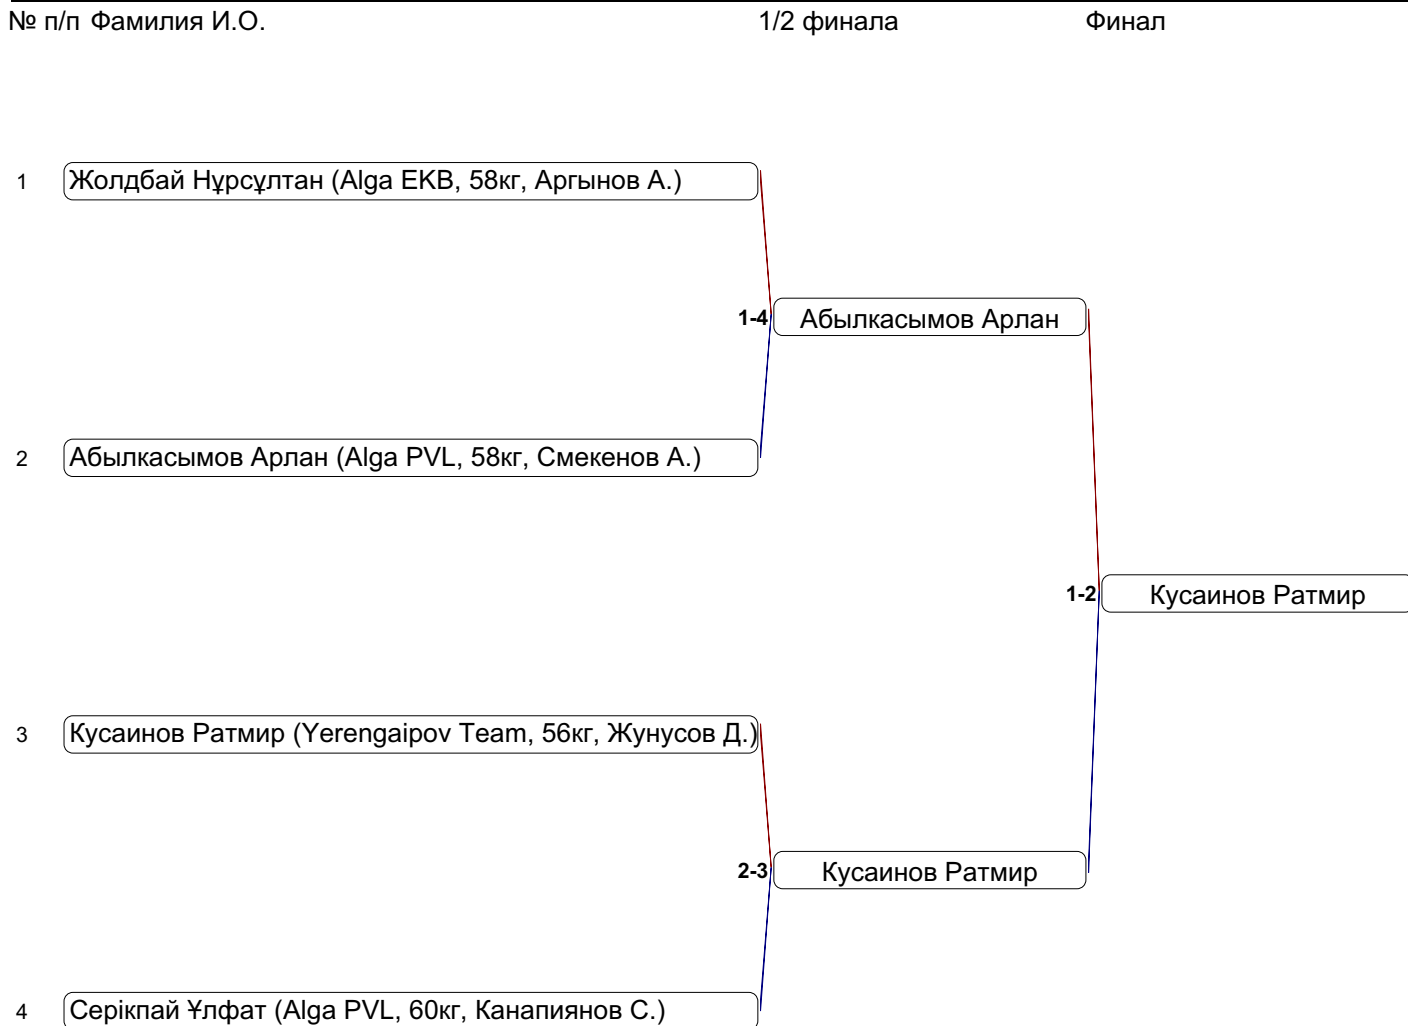 № п/п Фамилия И.О. 1/2 финала Финал
1 Жолдбай Нұрсұлтан (Alga EKB, 58кг, Аргынов А.)
1-4 Абылкасымов Арлан
2 Абылкасымов Арлан (Alga PVL, 58кг, Смекенов А.)
1-2 Кусаинов Ратмир
3 Кусаинов Ратмир (Yerengaipov Team, 56кг, Жунусов Д.)
2-3 Кусаинов Ратмир
4 Серікпай Ұлфат (Alga PVL, 60кг, Канапиянов С.)